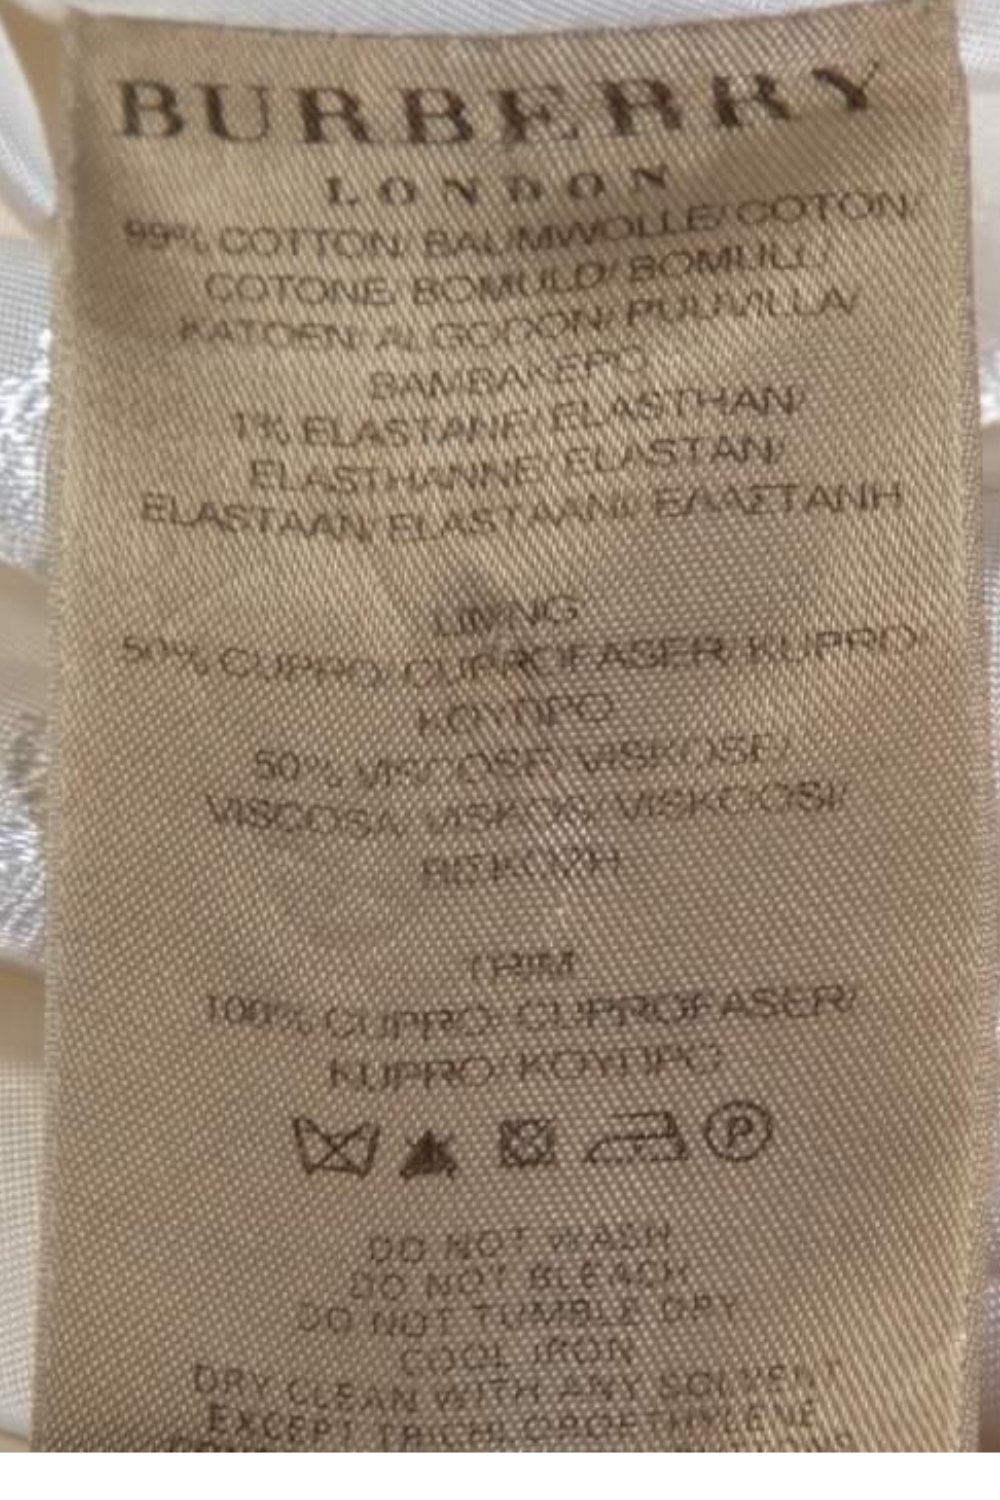 BURBERRY
LONDON
99% COTTON/ BAUMWOLLE/ COTON/
COTONE/ BOMULD/ BOMULL/
KATOEN/ ALGODON/ PUUVILLA/
ΒΑΜΒΑΚΕΡΟ
1% ELASTANE/ ELASTHAN/
ELASTHANNE/ ELASTAN/
ELASTAAN/ ELASTAANI/ ΕΛΑΣΤΑΝΗ
LINING
50% CUPRO/ CUPROFASER/ KUPRO/
ΚΟΥΠΡΟ
50% VISCOSE/ VISKOSE/
VISCOSA/ VISKOS/ VISKOOSI/
ΒΙΣΚΟΖΗ
TRIM
100% CUPRO/ CUPROFASER/
KUPRO/ ΚΟΥΠΡΟ
P
DO NOT WASH
DO NOT BLEACH
DO NOT TUMBLE DRY
COOL IRON
DRY CLEAN WITH ANY SOLVENT
EXCEPT TRICHLOROETHYLENE